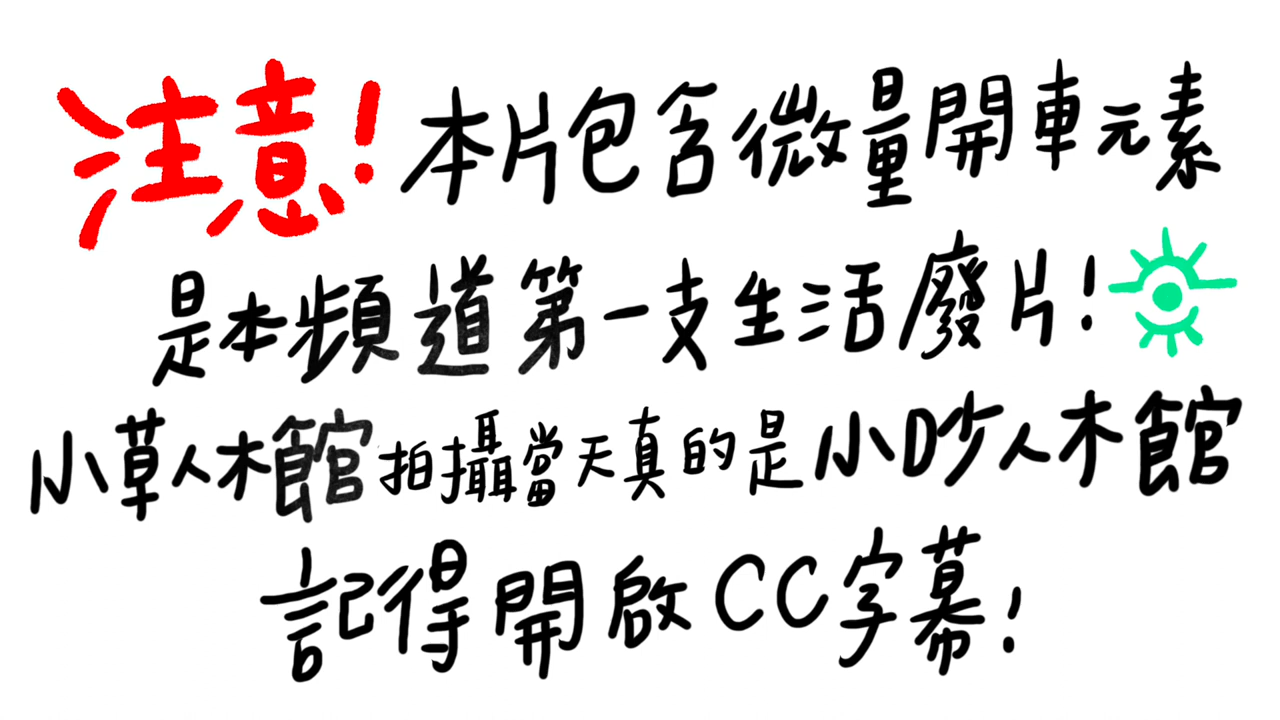 注意!本片包含微量開車元素
是本頻道第一支生活廢片!
小草人木館拍攝當天真的是小吵人木館
記得開啟CC字幕!